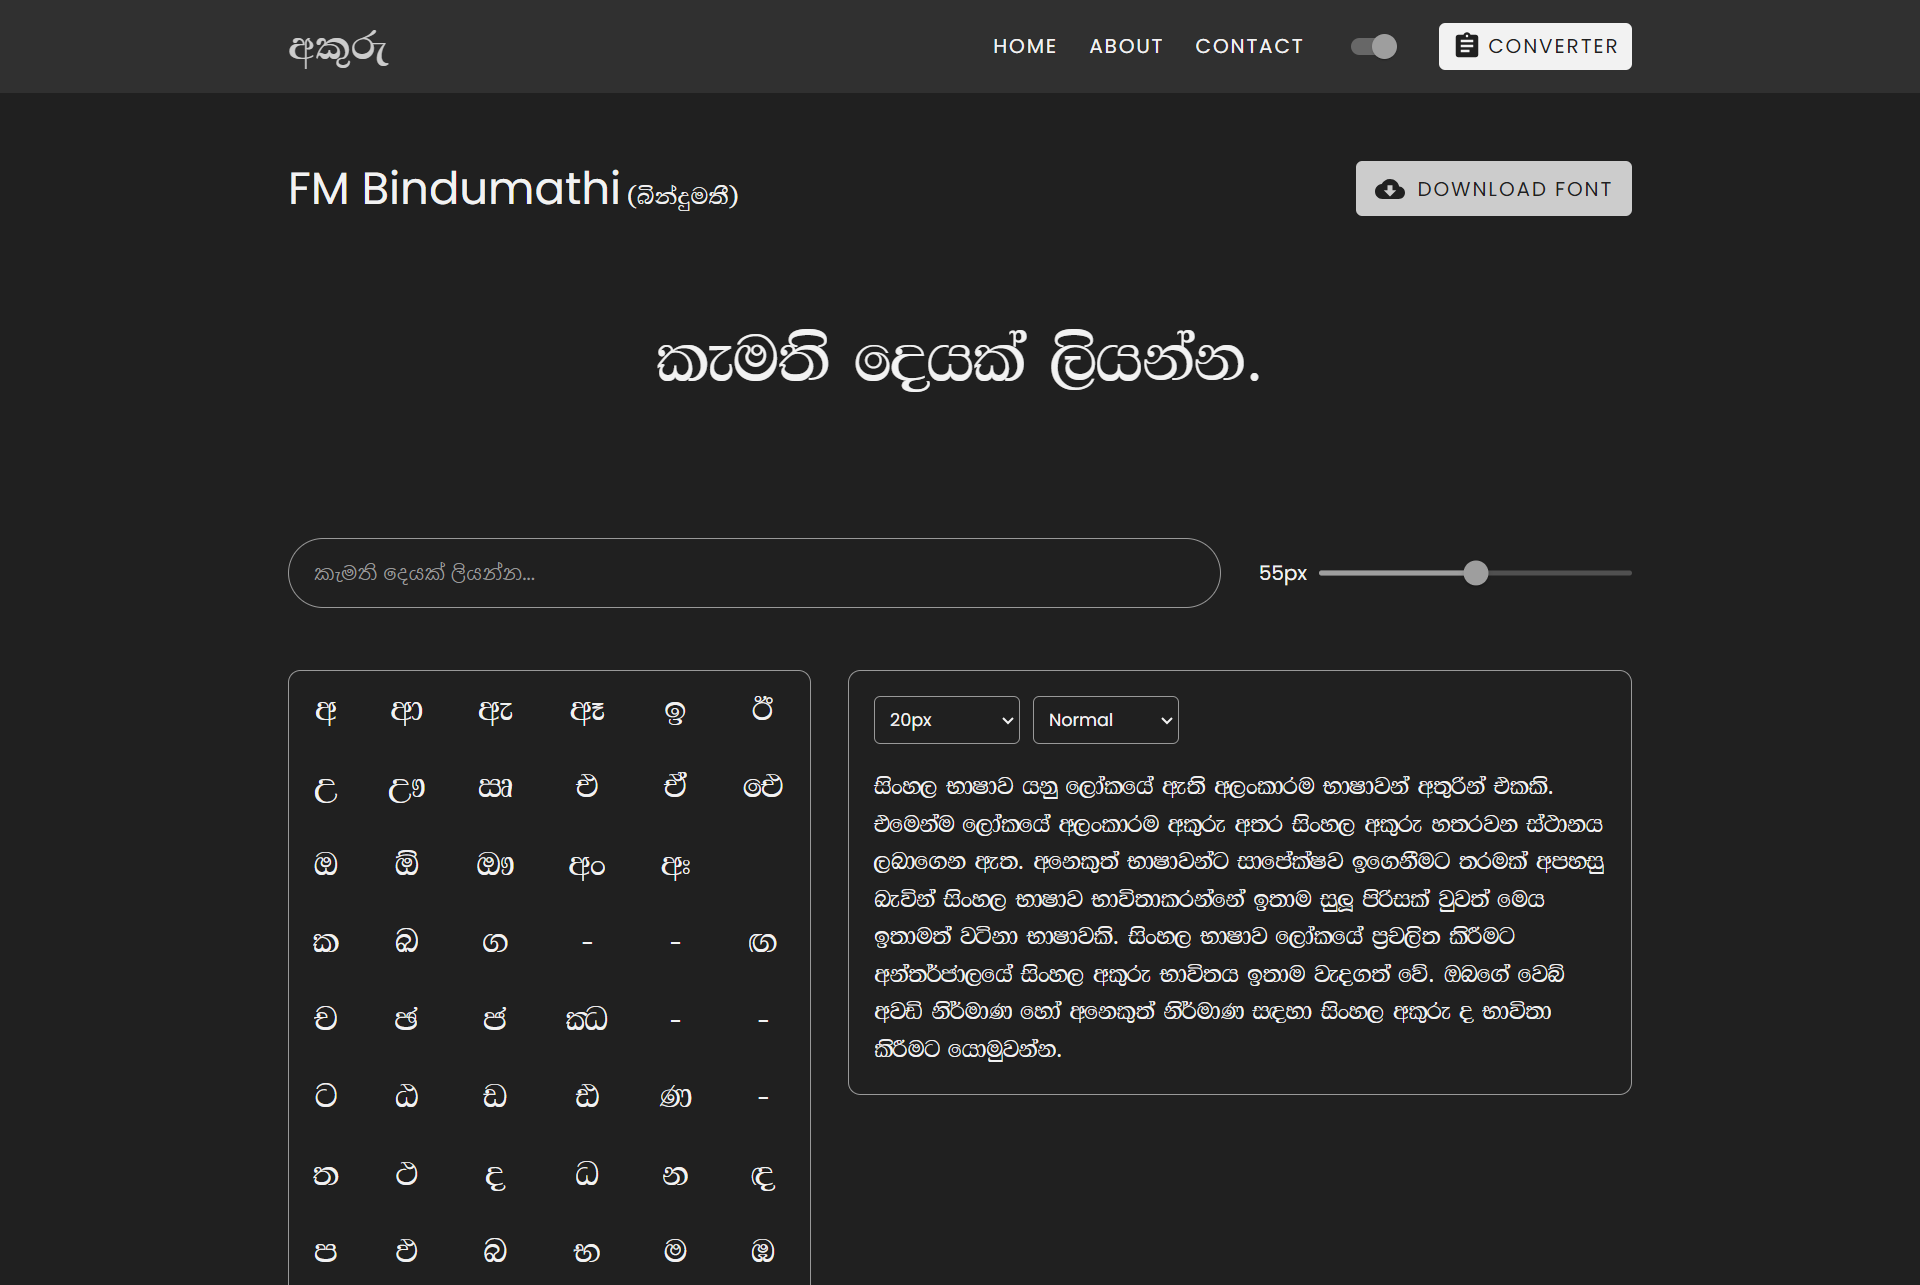 අකුරු
HOME ABOUT CONTACT CONVERTER
FM Bindumathi (බින්දුමතී)
DOWNLOAD FONT
කැමති දෙයක් ලියන්න.
කැමති දෙයක් ලියන්න...
55px
අ ආ ඇ ඈ ඉ ඊ
උ ඌ ඍ එ ඒ ඓ
ඔ ඕ ඖ අං අඃ
ක ඛ ග - - ඟ
ච ඡ ජ ඣ - -
ට ඨ ඩ ඪ ණ -
ත ථ ද ධ න ඳ
ප ඵ බ භ ම ඹ
20px Normal
සිංහල භාෂාව යනු ලෝකයේ ඇති අලංකාරම භාෂාවන් අතුරින් එකකි.
එමෙන්ම ලෝකයේ අලංකාරම අකුරු අතර සිංහල අකුරු හතරවන ස්ථානය
ලබාගෙන ඇත. අනෙකුත් භාෂාවන්ට සාපේක්ෂව ඉගෙනීමට තරමක් අපහසු
බැවින් සිංහල භාෂාව භාවිතාකරන්නේ ඉතාම සුලූ පිරිසක් වුවත් මෙය
ඉතාමත් වටිනා භාෂාවකි. සිංහල භාෂාව ලෝකයේ ප්‍රචලිත කිරීමට
අන්තර්ජාලයේ සිංහල අකුරු භාවිතය ඉතාම වැදගත් වේ. ඔබගේ වෙබ්
අවඩි නිර්මාණ හෝ අනෙකුත් නිර්මාණ සඳහා සිංහල අකුරු ද භාවිතා
කිරීමට යොමුවන්න.